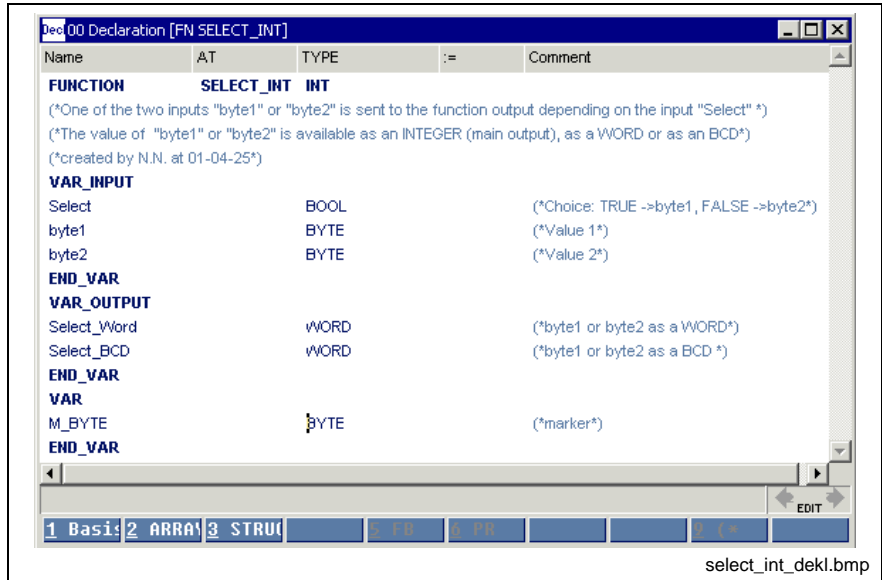 Decl 00 Declaration [FN SELECT_INT]
Name AT TYPE := Comment
FUNCTION SELECT_INT INT
(*One of the two inputs "byte1" or "byte2" is sent to the function output depending on the input "Select" *)
(*The value of "byte1" or "byte2" is available as an INTEGER (main output), as a WORD or as an BCD*)
(*created by N.N. at 01-04-25*)
VAR_INPUT
Select BOOL (*Choice: TRUE ->byte1, FALSE ->byte2*)
byte1 BYTE (*Value 1*)
byte2 BYTE (*Value 2*)
END_VAR
VAR_OUTPUT
Select_Word WORD (*byte1 or byte2 as a WORD*)
Select_BCD WORD (*byte1 or byte2 as a BCD *)
END_VAR
VAR
M_BYTE BYTE (*marker*)
END_VAR
EDIT
1 Basis 2 ARRAY 3 STRUC 5 FB 6 PR 9 (*
select_int_dekl.bmp